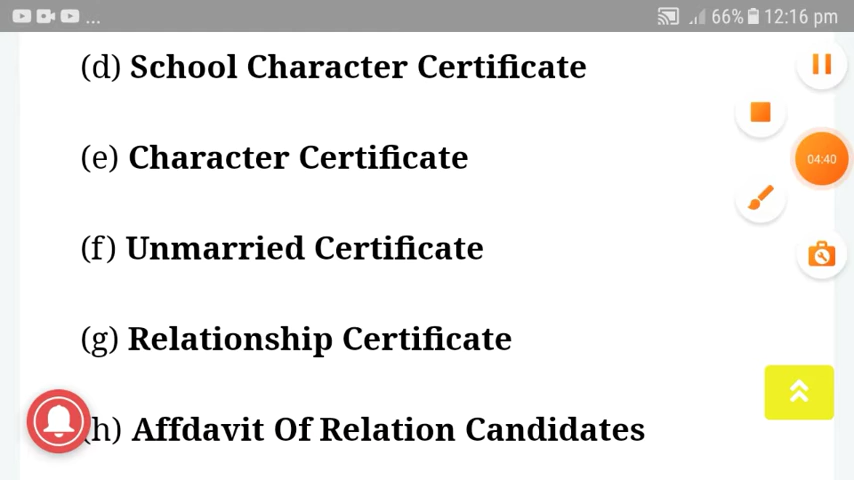 ... 66% 12:16 pm
(d) School Character Certificate
(e) Character Certificate
04:40
(f) Unmarried Certificate
(g) Relationship Certificate
(h) Affdavit Of Relation Candidates